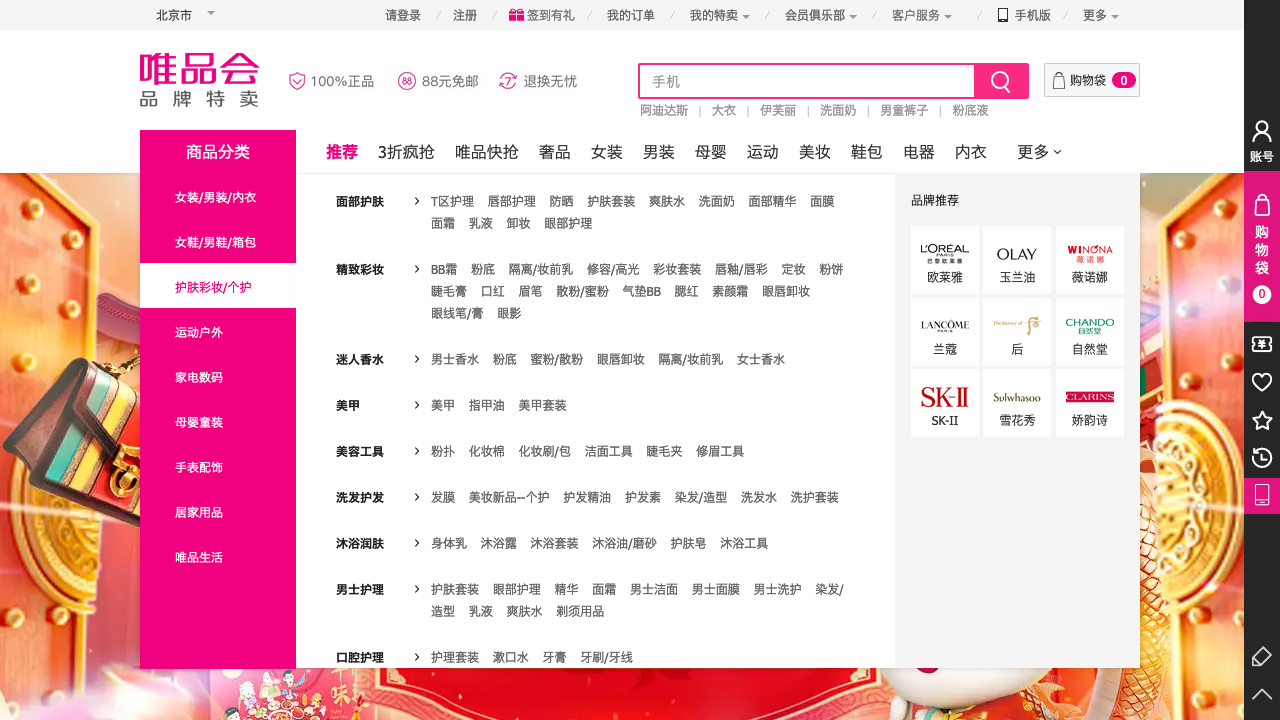 北京市
请登录 注册 签到有礼 我的订单 我的特卖 会员俱乐部 客户服务 手机版 更多
唯品会
品牌特卖
100%正品 88元免邮 退换无忧
手机
购物袋 0
阿迪达斯 | 大衣 | 伊芙丽 | 洗面奶 | 男童裤子 | 粉底液
商品分类
推荐 3折疯抢 唯品快抢 奢品 女装 男装 母婴 运动 美妆 鞋包 电器 内衣 更多
女装/男装/内衣
女鞋/男鞋/箱包
护肤彩妆/个护
运动户外
家电数码
母婴童装
手表配饰
居家用品
唯品生活
面部护肤 T区护理 唇部护理 防晒 护肤套装 爽肤水 洗面奶 面部精华 面膜
面霜 乳液 卸妆 眼部护理
精致彩妆 BB霜 粉底 隔离/妆前乳 修容/高光 彩妆套装 唇釉/唇彩 定妆 粉饼
睫毛膏 口红 眉笔 散粉/蜜粉 气垫BB 腮红 素颜霜 眼唇卸妆
眼线笔/膏 眼影
迷人香水 男士香水 粉底 蜜粉/散粉 眼唇卸妆 隔离/妆前乳 女士香水
美甲 美甲 指甲油 美甲套装
美容工具 粉扑 化妆棉 化妆刷/包 洁面工具 睫毛夹 修眉工具
洗发护发 发膜 美妆新品--个护 护发精油 护发素 染发/造型 洗发水 洗护套装
沐浴润肤 身体乳 沐浴露 沐浴套装 沐浴油/磨砂 护肤皂 沐浴工具
男士护理 护肤套装 眼部护理 精华 面霜 男士洁面 男士面膜 男士洗护 染发/
造型 乳液 爽肤水 剃须用品
口腔护理 护理套装 漱口水 牙膏 牙刷/牙线
品牌推荐
L'ORÉAL
PARIS
巴黎欧莱雅
欧莱雅
OLAY
玉兰油
WINONA
薇诺娜
薇诺娜
LANCÔME
PARIS
兰蔻
The history of 后
后
CHANDO
自然堂
自然堂
SK-II
SK-II
Sulwhasoo
雪花秀
CLARINS
娇韵诗
账号
购物袋
0